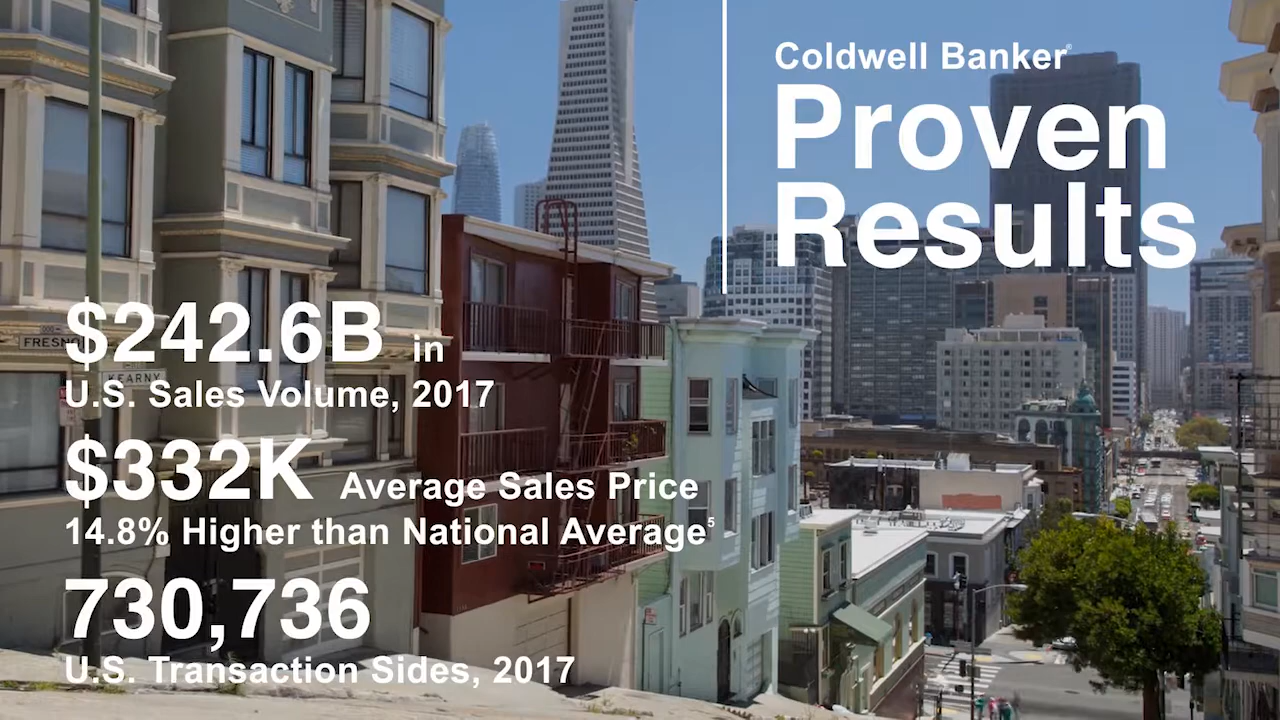 Coldwell Banker®
Proven
Results
$242.6B in
U.S. Sales Volume, 2017
$332K Average Sales Price
14.8% Higher than National Average⁵
730,736
U.S. Transaction Sides, 2017
FRESNO
KEARNY